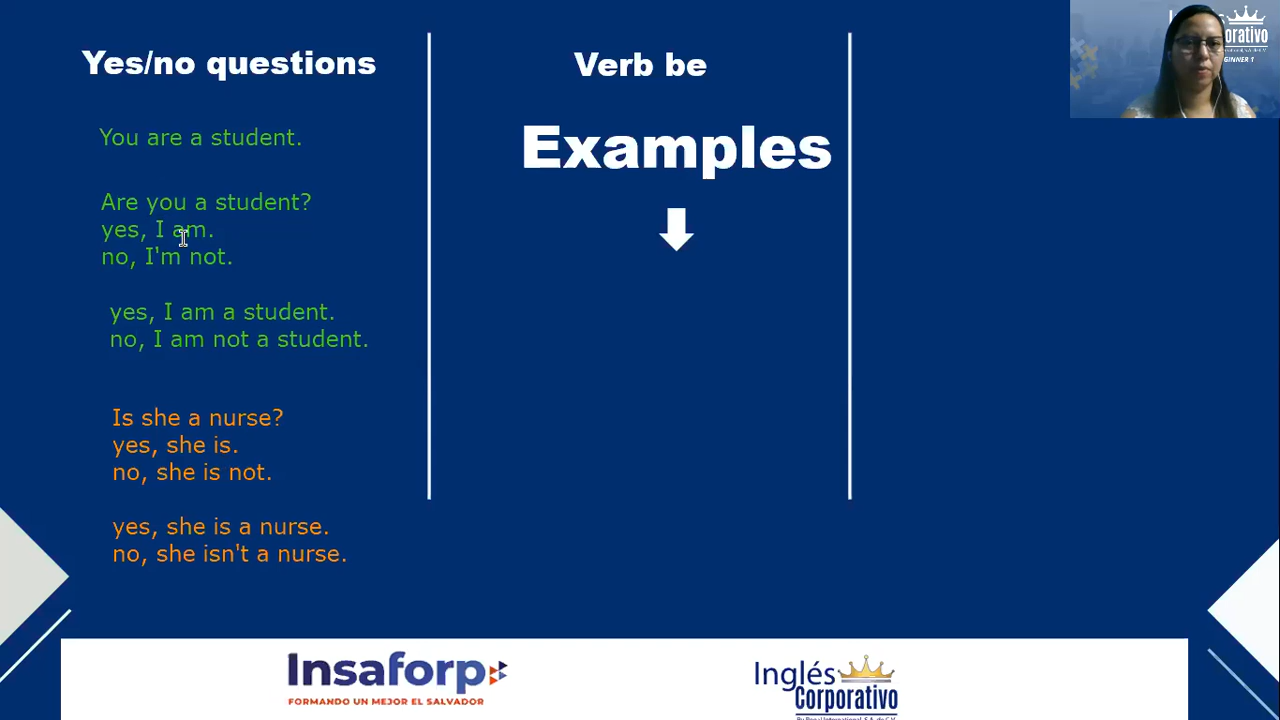 Yes/no questions
You are a student.
Are you a student?
yes, I am.
no, I'm not.
yes, I am a student.
no, I am not a student.
Is she a nurse?
yes, she is.
no, she is not.
yes, she is a nurse.
no, she isn't a nurse.
Verb be
Examples
Insaforp
FORMANDO UN MEJOR EL SALVADOR
Inglés
Corporativo